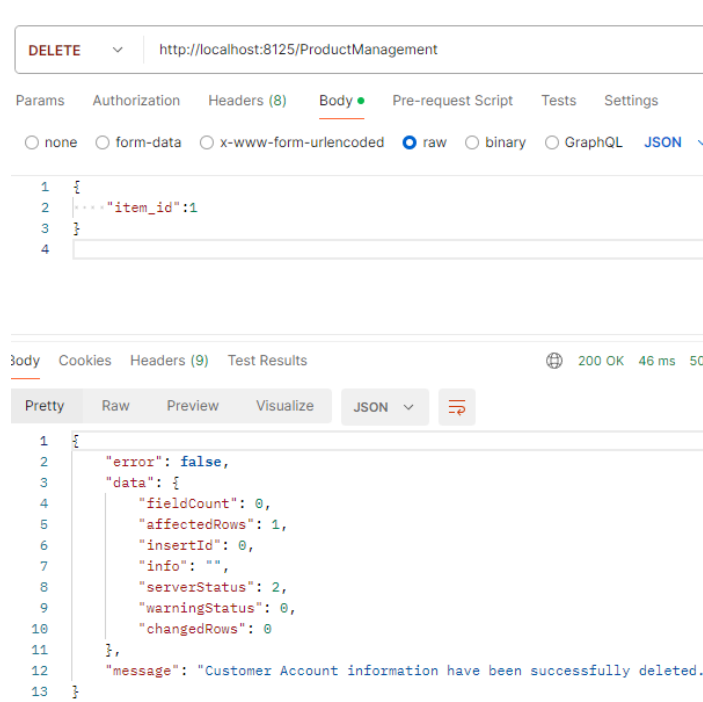 DELETE http://localhost:8125/ProductManagement
Params Authorization Headers (8) Body Pre-request Script Tests Settings
none form-data x-www-form-urlencoded raw binary GraphQL JSON
1 {
2 ····"item_id":1
3 }
4
Body Cookies Headers (9) Test Results 200 OK 46 ms 50
Pretty Raw Preview Visualize JSON
1 {
2 "error": false,
3 "data": {
4 "fieldCount": 0,
5 "affectedRows": 1,
6 "insertId": 0,
7 "info": "",
8 "serverStatus": 2,
9 "warningStatus": 0,
10 "changedRows": 0
11 },
12 "message": "Customer Account information have been successfully deleted.
13 }